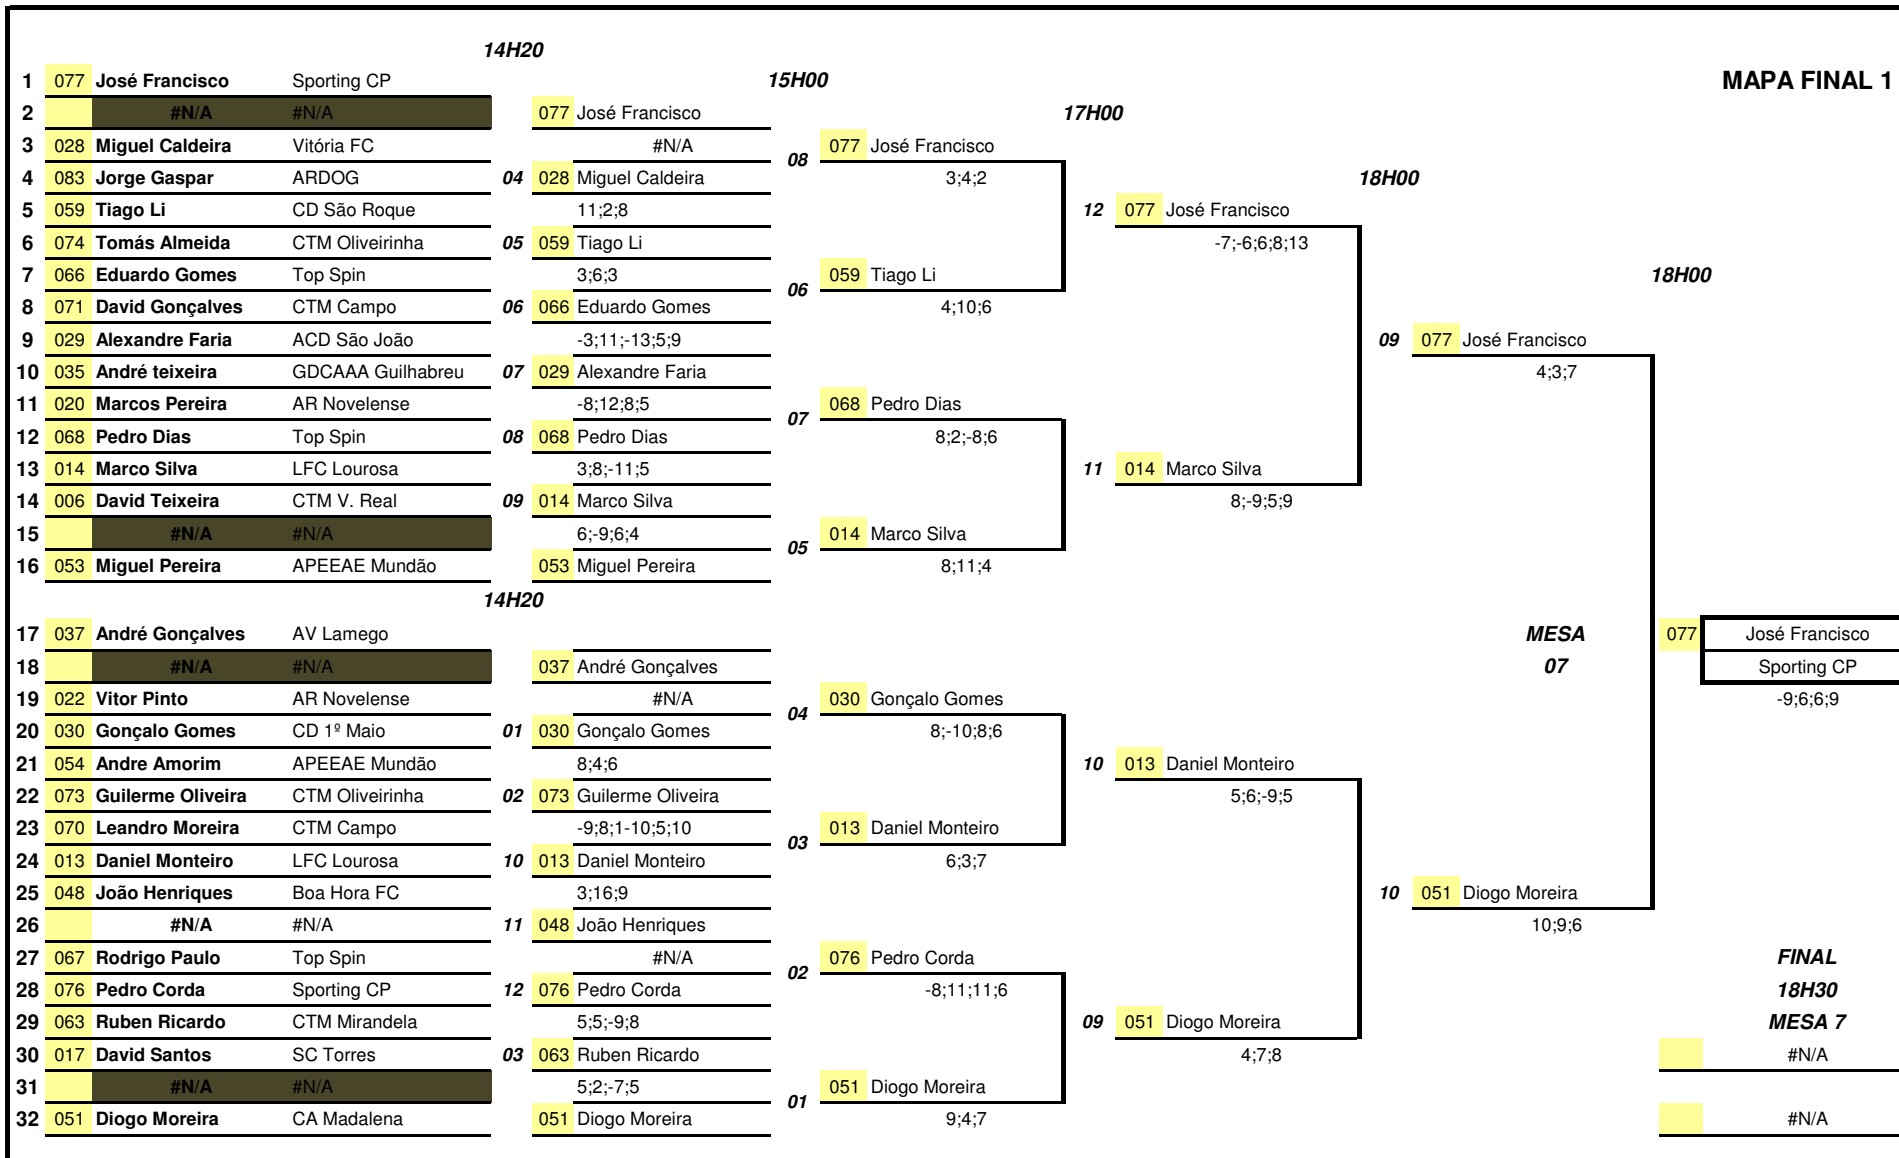 14H20
1 077 José Francisco Sporting CP 15H00 MAPA FINAL 1
2 #N/A #N/A 077 José Francisco 17H00
3 028 Miguel Caldeira Vitória FC #N/A 08 077 José Francisco
4 083 Jorge Gaspar ARDOG 04 028 Miguel Caldeira 3;4;2 18H00
5 059 Tiago Li CD São Roque 11;2;8 12 077 José Francisco
6 074 Tomás Almeida CTM Oliveirinha 05 059 Tiago Li -7;-6;6;8;13
7 066 Eduardo Gomes Top Spin 3;6;3 059 Tiago Li 18H00
06
8 071 David Gonçalves CTM Campo 06 066 Eduardo Gomes 4;10;6
9 029 Alexandre Faria ACD São João -3;11;-13;5;9 09 077 José Francisco
10 035 André teixeira GDCAAA Guilhabreu 07 029 Alexandre Faria 4;3;7
11 020 Marcos Pereira AR Novelense -8;12;8;5 07 068 Pedro Dias
12 068 Pedro Dias Top Spin 08 068 Pedro Dias 8;2;-8;6
13 014 Marco Silva LFC Lourosa 3;8;-11;5 11 014 Marco Silva
14 006 David Teixeira CTM V. Real 09 014 Marco Silva 8;-9;5;9
15 #N/A #N/A 6;-9;6;4 05 014 Marco Silva
16 053 Miguel Pereira APEEAE Mundão 053 Miguel Pereira 8;11;4
14H20
17 037 André Gonçalves AV Lamego MESA 077 José Francisco
18 #N/A #N/A 037 André Gonçalves 07 Sporting CP
19 022 Vitor Pinto AR Novelense #N/A 04 030 Gonçalo Gomes -9;6;6;9
20 030 Gonçalo Gomes CD 1º Maio 01 030 Gonçalo Gomes 8;-10;8;6
21 054 Andre Amorim APEEAE Mundão 8;4;6 10 013 Daniel Monteiro
22 073 Guilerme Oliveira CTM Oliveirinha 02 073 Guilerme Oliveira 5;6;-9;5
23 070 Leandro Moreira CTM Campo -9;8;1-10;5;10 03 013 Daniel Monteiro
24 013 Daniel Monteiro LFC Lourosa 10 013 Daniel Monteiro 6;3;7
25 048 João Henriques Boa Hora FC 3;16;9 10 051 Diogo Moreira
26 #N/A #N/A 11 048 João Henriques 10;9;6
27 067 Rodrigo Paulo Top Spin #N/A 02 076 Pedro Corda FINAL
28 076 Pedro Corda Sporting CP 12 076 Pedro Corda -8;11;11;6 18H30
29 063 Ruben Ricardo CTM Mirandela 5;5;-9;8 09 051 Diogo Moreira MESA 7
30 017 David Santos SC Torres 03 063 Ruben Ricardo 4;7;8 #N/A
31 #N/A #N/A 5;2;-7;5 01 051 Diogo Moreira
32 051 Diogo Moreira CA Madalena 051 Diogo Moreira 9;4;7 #N/A